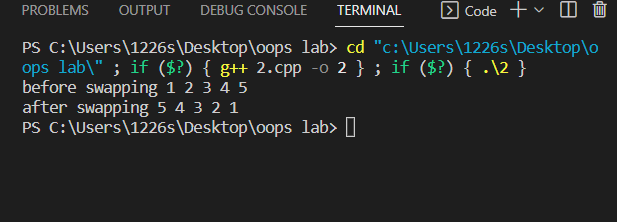 PROBLEMS OUTPUT DEBUG CONSOLE TERMINAL Code
PS C:\Users\1226s\Desktop\oops lab> cd "c:\Users\1226s\Desktop\o
ops lab\" ; if ($?) { g++ 2.cpp -o 2 } ; if ($?) { .\2 }
before swapping 1 2 3 4 5
after swapping 5 4 3 2 1
PS C:\Users\1226s\Desktop\oops lab>